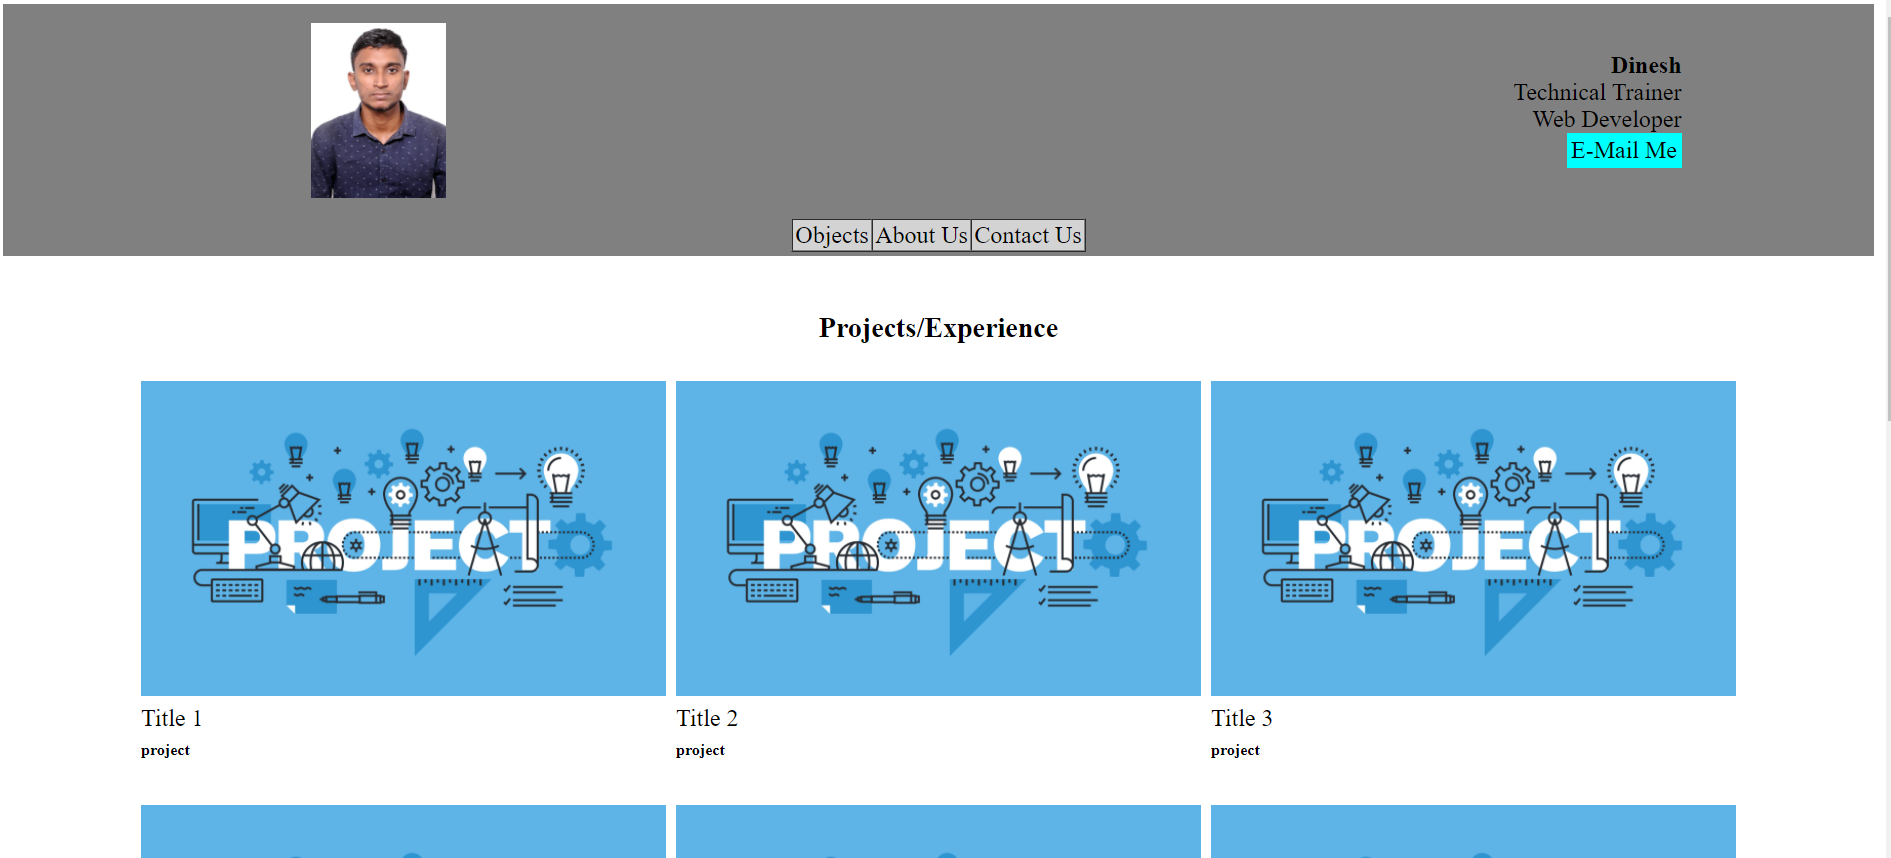 Dinesh
Technical Trainer
Web Developer
E-Mail Me
Objects About Us Contact Us
Projects/Experience
PROJECT PROJECT PROJECT
Title 1 Title 2 Title 3
project project project